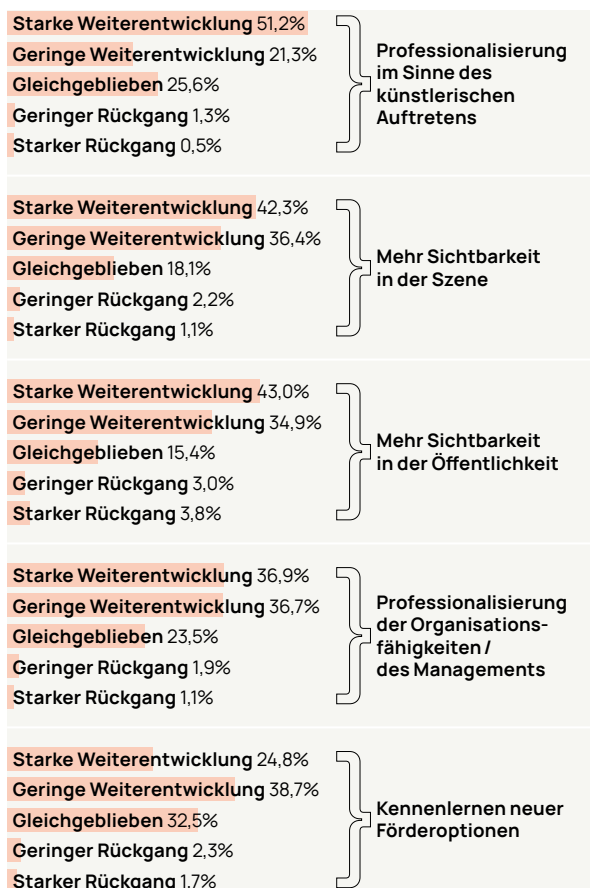 Starke Weiterentwicklung 51,2%
Geringe Weiterentwicklung 21,3%
Gleichgeblieben 25,6%
Geringer Rückgang 1,3%
Starker Rückgang 0,5%
Professionalisierung
im Sinne des
künstlerischen
Auftretens
Starke Weiterentwicklung 42,3%
Geringe Weiterentwicklung 36,4%
Gleichgeblieben 18,1%
Geringer Rückgang 2,2%
Starker Rückgang 1,1%
Mehr Sichtbarkeit
in der Szene
Starke Weiterentwicklung 43,0%
Geringe Weiterentwicklung 34,9%
Gleichgeblieben 15,4%
Geringer Rückgang 3,0%
Starker Rückgang 3,8%
Mehr Sichtbarkeit
in der Öffentlichkeit
Starke Weiterentwicklung 36,9%
Geringe Weiterentwicklung 36,7%
Gleichgeblieben 23,5%
Geringer Rückgang 1,9%
Starker Rückgang 1,1%
Professionalisierung
der Organisations-
fähigkeiten /
des Managements
Starke Weiterentwicklung 24,8%
Geringe Weiterentwicklung 38,7%
Gleichgeblieben 32,5%
Geringer Rückgang 2,3%
Starker Rückgang 1,7%
Kennenlernen neuer
Förderoptionen